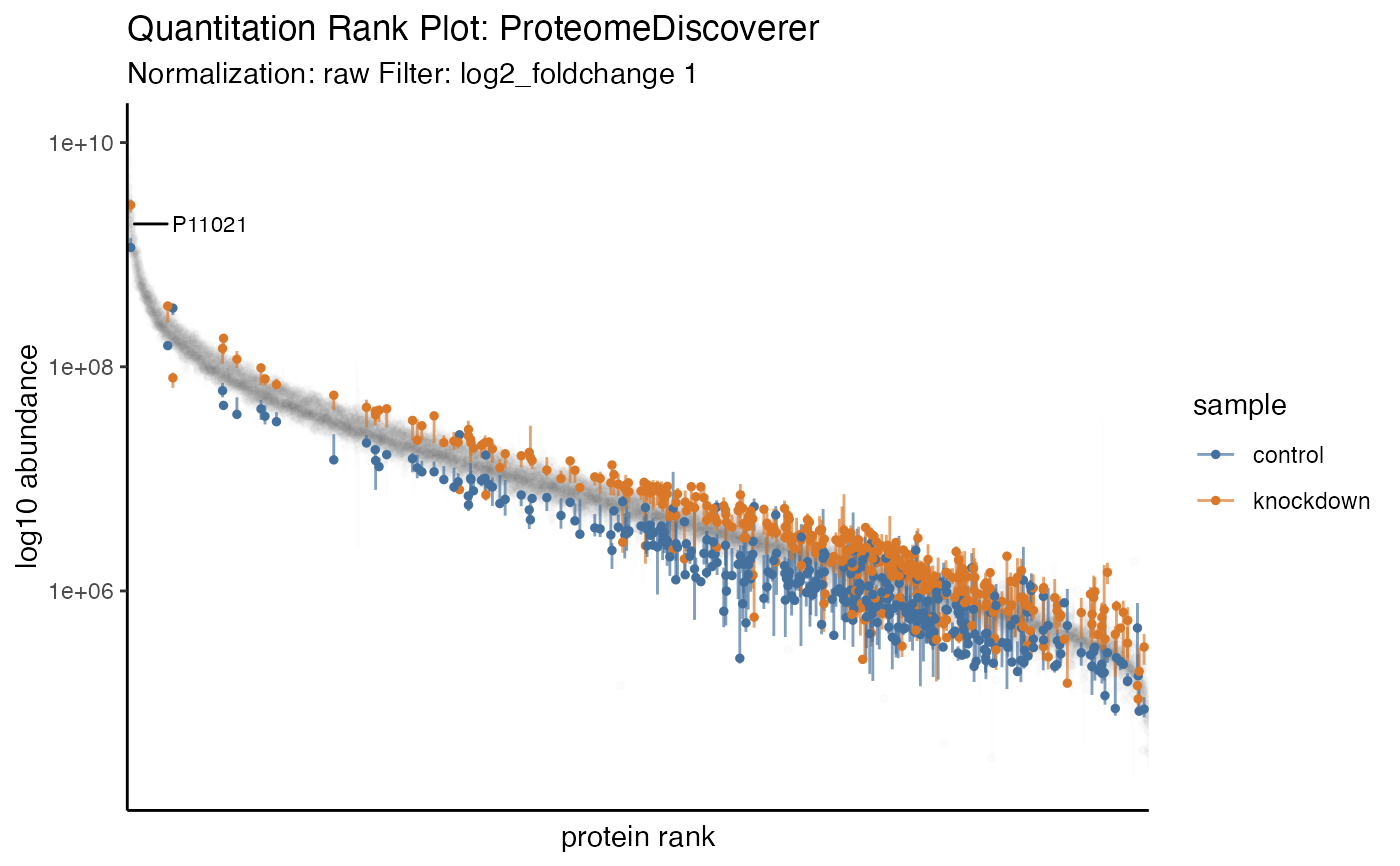 Quantitation Rank Plot: ProteomeDiscoverer
Normalization: raw Filter: log2_foldchange 1
1e+10
P11021
1e+08
log10 abundance
1e+06
protein rank
sample
control
knockdown